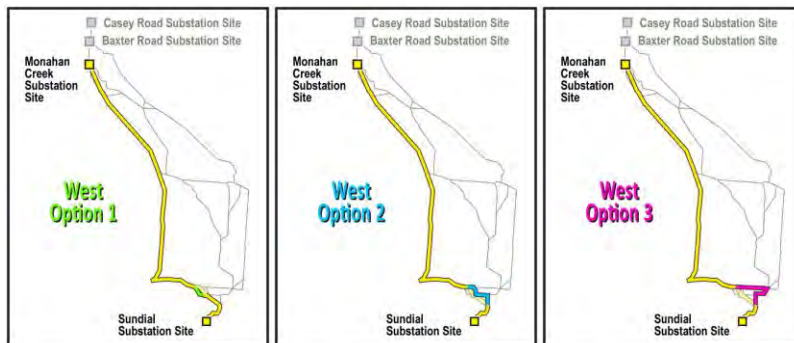 Casey Road Substation Site
Baxter Road Substation Site
Monahan
Creek
Substation
Site
West
Option 1
Sundial
Substation Site
Casey Road Substation Site
Baxter Road Substation Site
Monahan
Creek
Substation
Site
West
Option 2
Sundial
Substation Site
Casey Road Substation Site
Baxter Road Substation Site
Monahan
Creek
Substation
Site
West
Option 3
Sundial
Substation Site